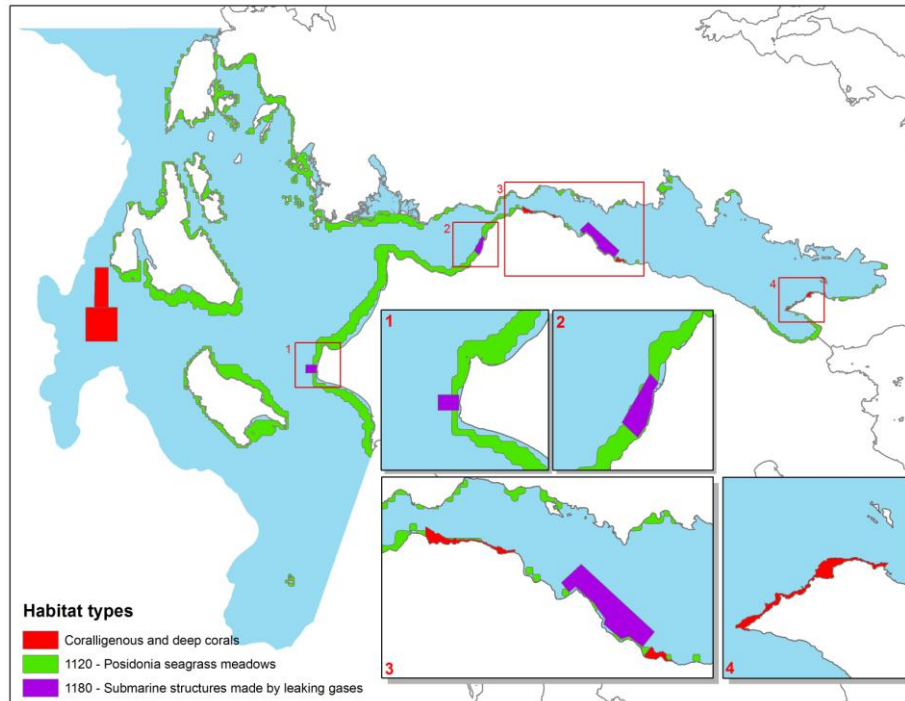 3
2
4
1
1
2
3
4
Habitat types
Coralligenous and deep corals
1120 - Posidonia seagrass meadows
1180 - Submarine structures made by leaking gases